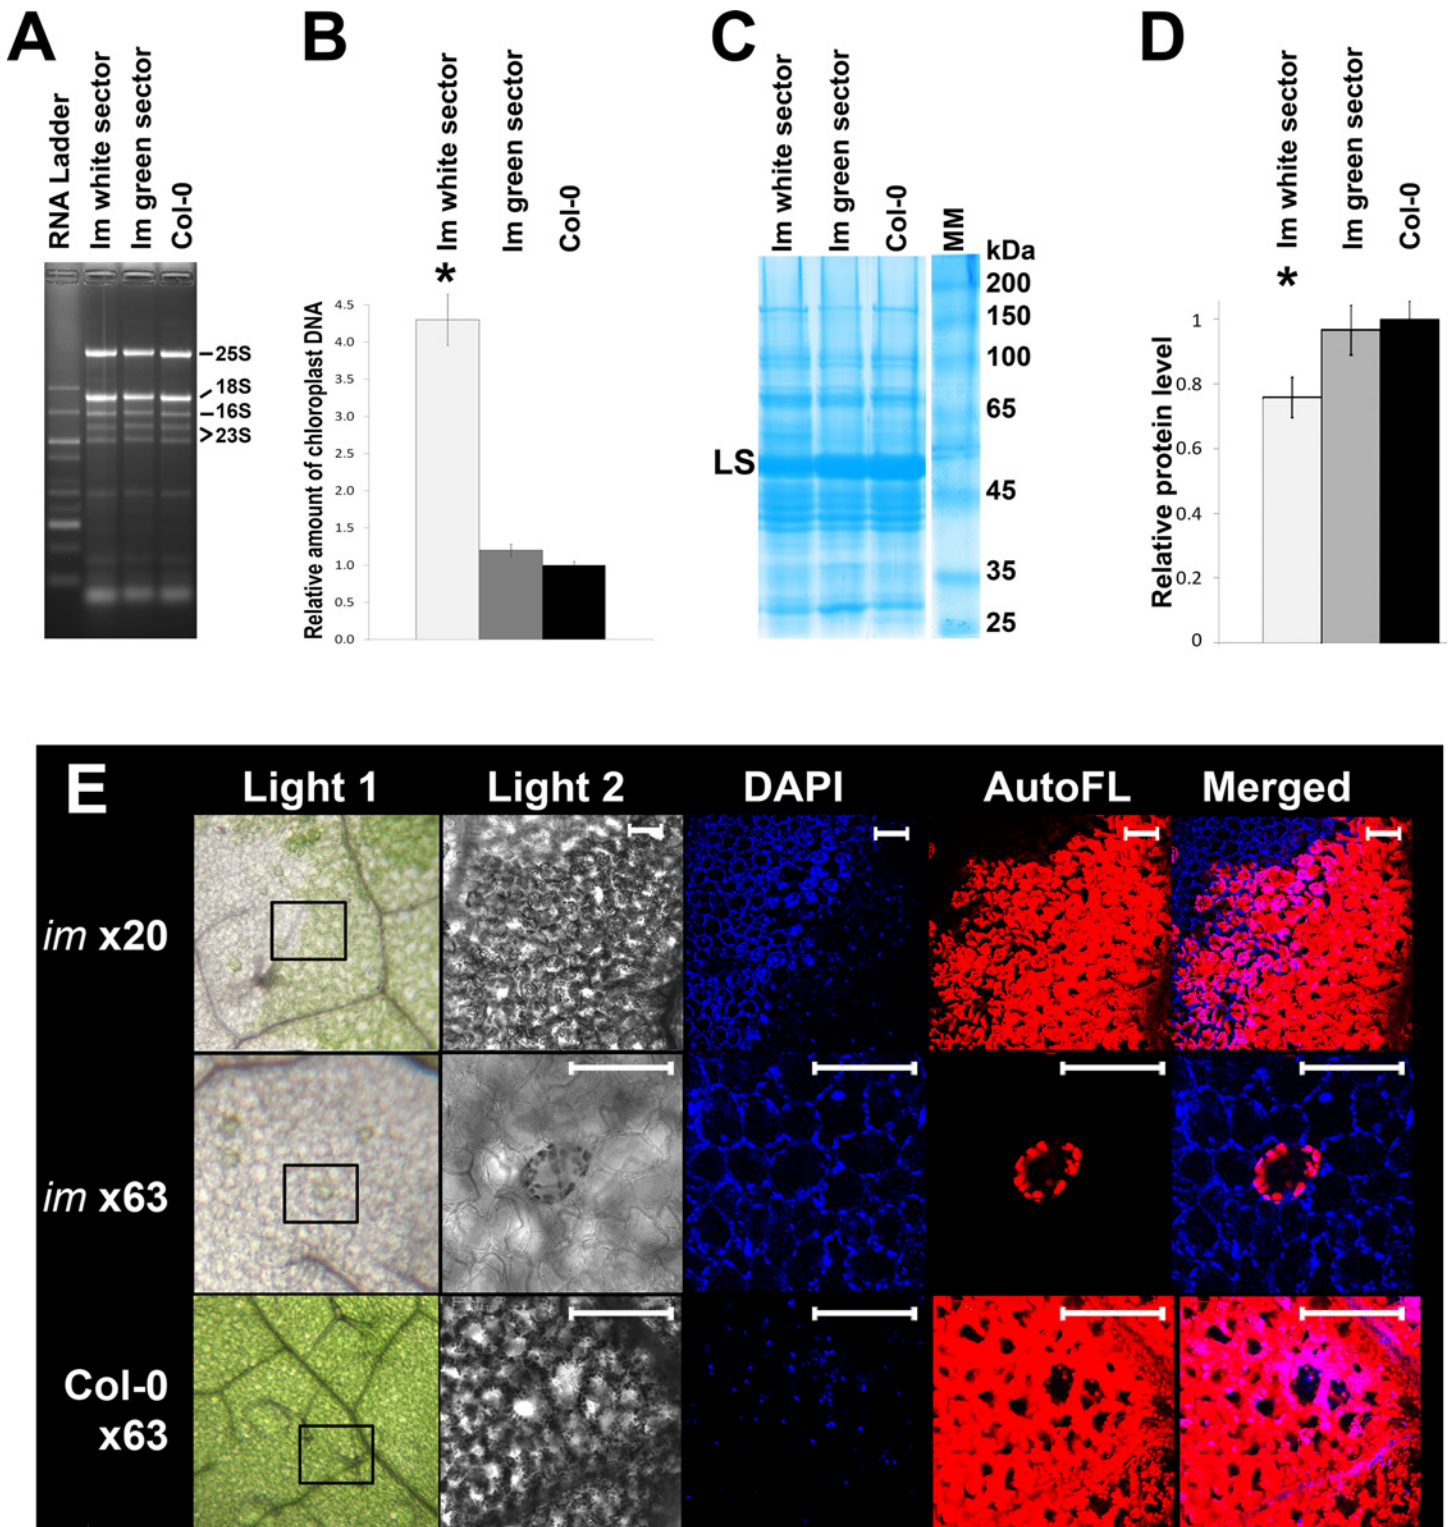 A
RNA Ladder
Im white sector
Im green sector
Col-0
25S
18S
16S
23S
B
Im white sector
Im green sector
Col-0
*
Relative amount of chloroplast DNA
4.5
4.0
3.5
3.0
2.5
2.0
1.5
1.0
0.5
0.0
C
Im white sector
Im green sector
Col-0
MM
kDa
200
150
100
65
LS
45
35
25
D
Im white sector
Im green sector
Col-0
*
Relative protein level
1
0.8
0.6
0.4
0.2
0
E
Light 1
Light 2
DAPI
AutoFL
Merged
im x20
im x63
Col-0
x63